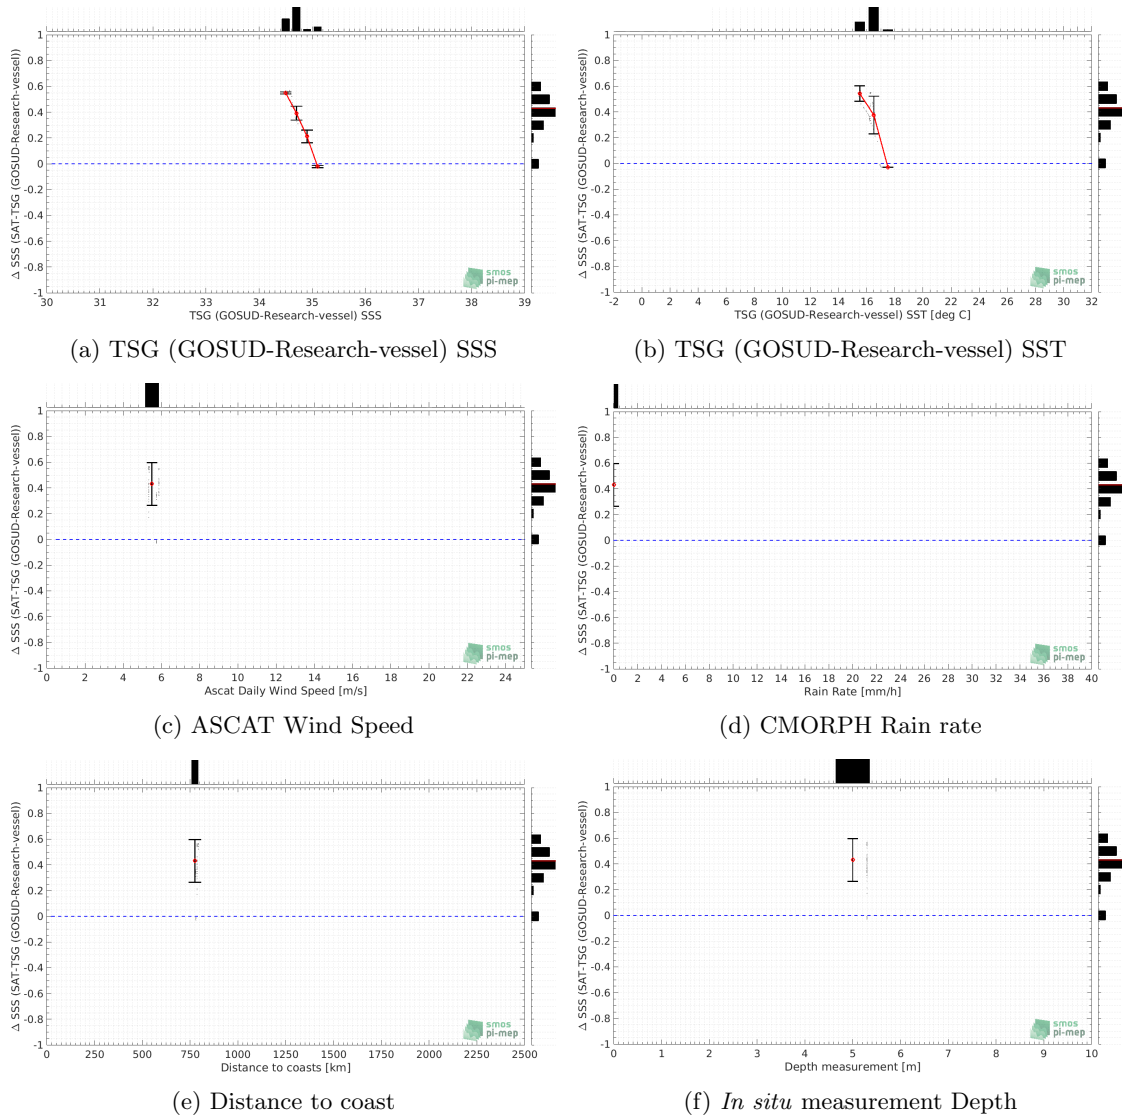 Δ SSS (SAT-TSG (GOSUD-Research-vessel))
1
0.8
0.6
0.4
0.2
0
-0.2
-0.4
-0.6
-0.8
-1
30 31 32 33 34 35 36 37 38 39
TSG (GOSUD-Research-vessel) SSS
smos
pi-mep
(a) TSG (GOSUD-Research-vessel) SSS
Δ SSS (SAT-TSG (GOSUD-Research-vessel))
1
0.8
0.6
0.4
0.2
0
-0.2
-0.4
-0.6
-0.8
-1
-2 0 2 4 6 8 10 12 14 16 18 20 22 24 26 28 30 32
TSG (GOSUD-Research-vessel) SST [deg C]
smos
pi-mep
(b) TSG (GOSUD-Research-vessel) SST
Δ SSS (SAT-TSG (GOSUD-Research-vessel))
1
0.8
0.6
0.4
0.2
0
-0.2
-0.4
-0.6
-0.8
-1
0 2 4 6 8 10 12 14 16 18 20 22 24
Ascat Daily Wind Speed [m/s]
smos
pi-mep
(c) ASCAT Wind Speed
Δ SSS (SAT-TSG (GOSUD-Research-vessel))
1
0.8
0.6
0.4
0.2
0
-0.2
-0.4
-0.6
-0.8
-1
0 2 4 6 8 10 12 14 16 18 20 22 24 26 28 30 32 34 36 38 40
Rain Rate [mm/h]
smos
pi-mep
(d) CMORPH Rain rate
Δ SSS (SAT-TSG (GOSUD-Research-vessel))
1
0.8
0.6
0.4
0.2
0
-0.2
-0.4
-0.6
-0.8
-1
0 250 500 750 1000 1250 1500 1750 2000 2250 2500
Distance to coasts [km]
smos
pi-mep
(e) Distance to coast
Δ SSS (SAT-TSG (GOSUD-Research-vessel))
1
0.8
0.6
0.4
0.2
0
-0.2
-0.4
-0.6
-0.8
-1
0 1 2 3 4 5 6 7 8 9 10
Depth measurement [m]
smos
pi-mep
(f) In situ measurement Depth